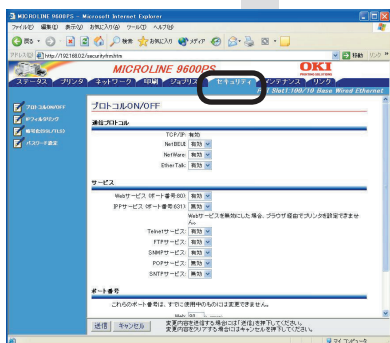 MICROLINE 9600PS - Microsoft Internet Explorer
ファイル(F) 編集(E) 表示(V) お気に入り(A) ツール(T) ヘルプ(H)
戻る 検索 お気に入り メディア
アドレス(D) http://192.168.0.2/security/frm.htm 移動 リンク
MICROLINE 9600PS
OKI
PRINTING SOLUTIONS
ステータス プリンタ ネットワーク 印刷 ジョブリスト セキュリティ メンテナンス リンク
Slot1:100/10 Base Wired Ethernet
プロトコルON/OFF
IPフィルタリング
暗号化(SSL/TLS)
パスワード設定
プロトコルON/OFF
通信プロトコル
TCP/IP: 有効
NetBEUI: 有効
NetWare: 有効
EtherTalk: 有効
サービス
Webサービス(ポート番号:80): 有効
IPPサービス(ポート番号:631): 無効
Webサービスを無効にした場合、ブラウザ経由でプリンタを設定できません。
Telnetサービス: 無効
FTPサービス: 無効
SNMPサービス: 有効
POPサービス: 無効
SNTPサービス: 無効
ポート番号
これらのポート番号は、すでに使用中のものには変更できません。
Web: 80
送信 キャンセル
変更内容を送信する場合には「送信」を押下してください。
変更内容をクリアする場合にはキャンセルを押下してください。
マイ コンピュータ